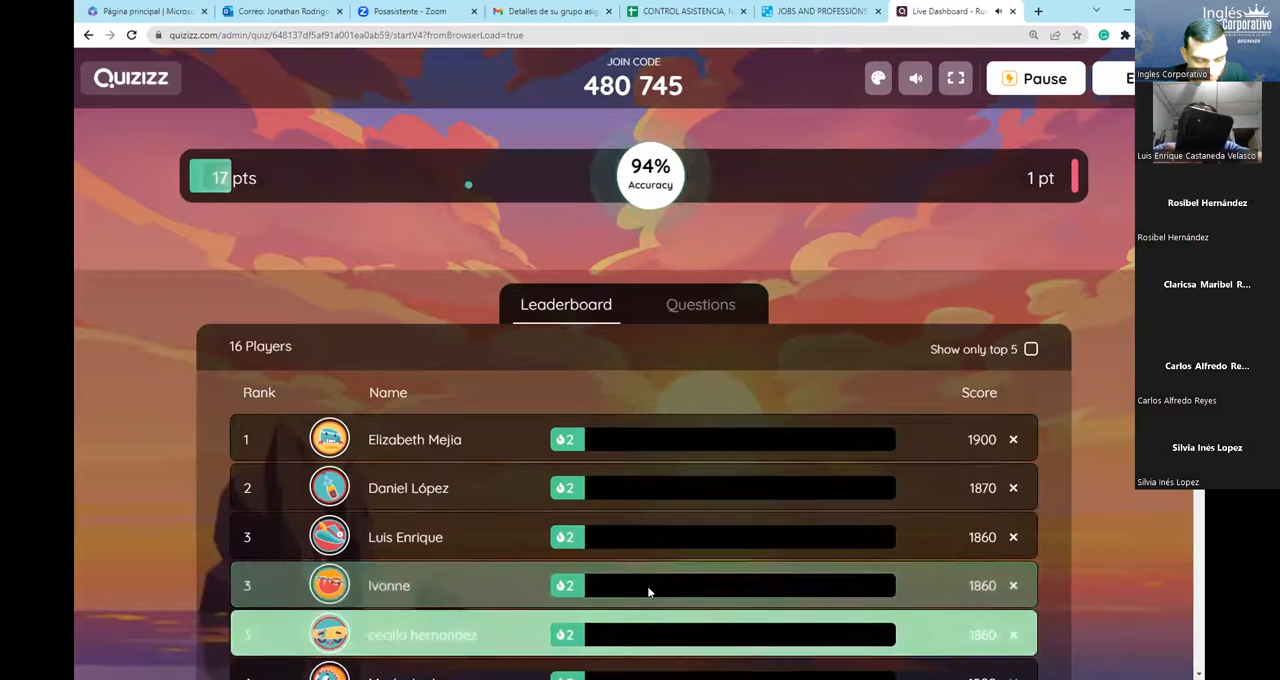 Página principal | Microso
Correo: Jonathan Rodrigo
Posasistente - Zoom
Detalles de su grupo asig
CONTROL ASISTENCIA, N
JOBS AND PROFESSIONS
Live Dashboard - Ru
quizizz.com/admin/quiz/648137df5af91a001ea0ab59/startV4?fromBrowserLoad=true
Quizizz
JOIN CODE
480 745
Pause
E
17 pts
94%
Accuracy
1 pt
Leaderboard
Questions
16 Players
Show only top 5
Rank
Name
Score
1 Elizabeth Mejia 2 1900
2 Daniel López 2 1870
3 Luis Enrique 2 1860
3 Ivonne 2 1860
3 cecilia hernandez 2 1860
Inglés
Corporativo
BEGINNER
Ingles Corporativo
Luis Enrique Castaneda Velasco
Rosibel Hernández
Rosibel Hernández
Claricsa Maribel R...
Carlos Alfredo Re...
Carlos Alfredo Reyes
Silvia Inés Lopez
Silvia Inés Lopez